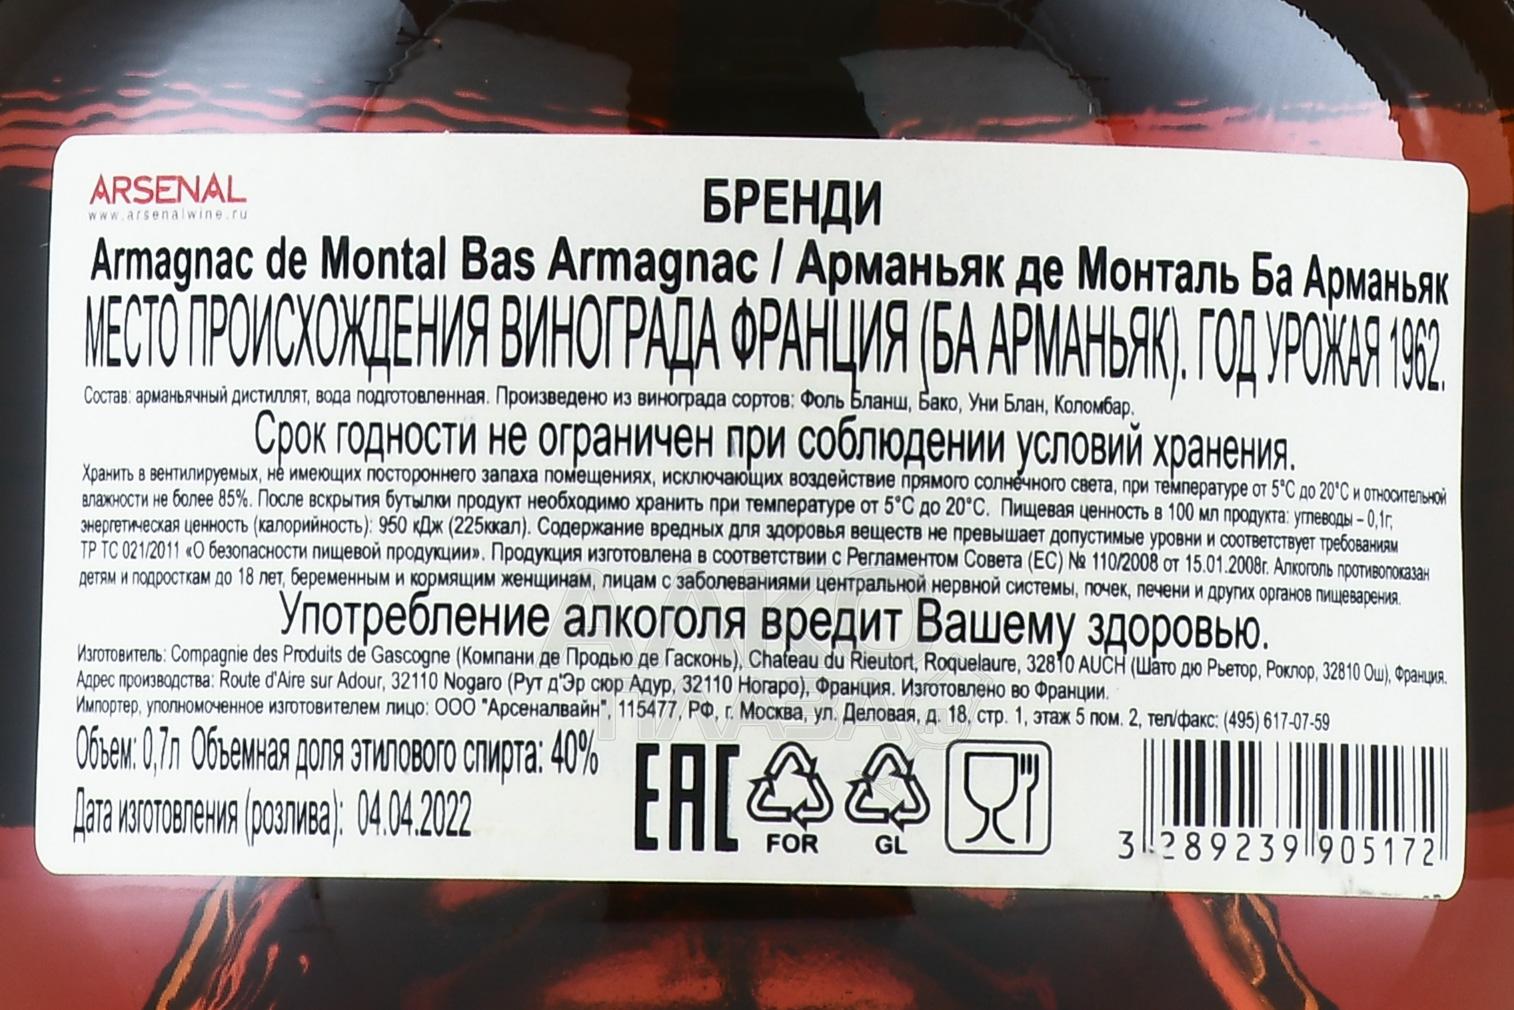 ARSENAL
www.arsenalwine.ru
БРЕНДИ
Armagnac de Montal Bas Armagnac / Арманьяк де Монталь Ба Арманьяк
МЕСТО ПРОИСХОЖДЕНИЯ ВИНОГРАДА ФРАНЦИЯ (БА АРМАНЬЯК). ГОД УРОЖАЯ 1962.
Состав: арманьячный дистиллят, вода подготовленная. Произведено из винограда сортов: Фоль Бланш, Бако, Уни Блан, Коломбар.
Срок годности не ограничен при соблюдении условий хранения.
Хранить в вентилируемых, не имеющих постороннего запаха помещениях, исключающих воздействие прямого солнечного света, при температуре от 5°С до 20°С и относительной
влажности не более 85%. После вскрытия бутылки продукт необходимо хранить при температуре от 5°С до 20°С. Пищевая ценность в 100 мл продукта: углеводы – 0,1г,
энергетическая ценность (калорийность): 950 кДж (225ккал). Содержание вредных для здоровья веществ не превышает допустимые уровни и соответствует требованиям
ТР ТС 021/2011 «О безопасности пищевой продукции». Продукция изготовлена в соответствии с Регламентом Совета (ЕС) № 110/2008 от 15.01.2008г. Алкоголь противопоказан
детям и подросткам до 18 лет, беременным и кормящим женщинам, лицам с заболеваниями центральной нервной системы, почек, печени и других органов пищеварения.
Употребление алкоголя вредит Вашему здоровью.
Изготовитель: Compagnie des Produits de Gascogne (Компани де Продью де Гасконь), Chateau du Rieutort, Roquelaure, 32810 AUCH (Шато дю Рьетор, Роклор, 32810 Ош), Франция.
Адрес производства: Route d'Aire sur Adour, 32110 Nogaro (Рут д'Эр сюр Адур, 32110 Ногаро), Франция. Изготовлено во Франции.
Импортер, уполномоченное изготовителем лицо: ООО "Арсеналвайн", 115477, РФ, г. Москва, ул. Деловая, д. 18, стр. 1, этаж 5 пом. 2, тел/факс: (495) 617-07-59
Объем: 0,7л Объемная доля этилового спирта: 40%
Дата изготовления (розлива): 04.04.2022
EAC
FOR
GL
3 289239 905172
АЛКО
ПЛАЗА.ru